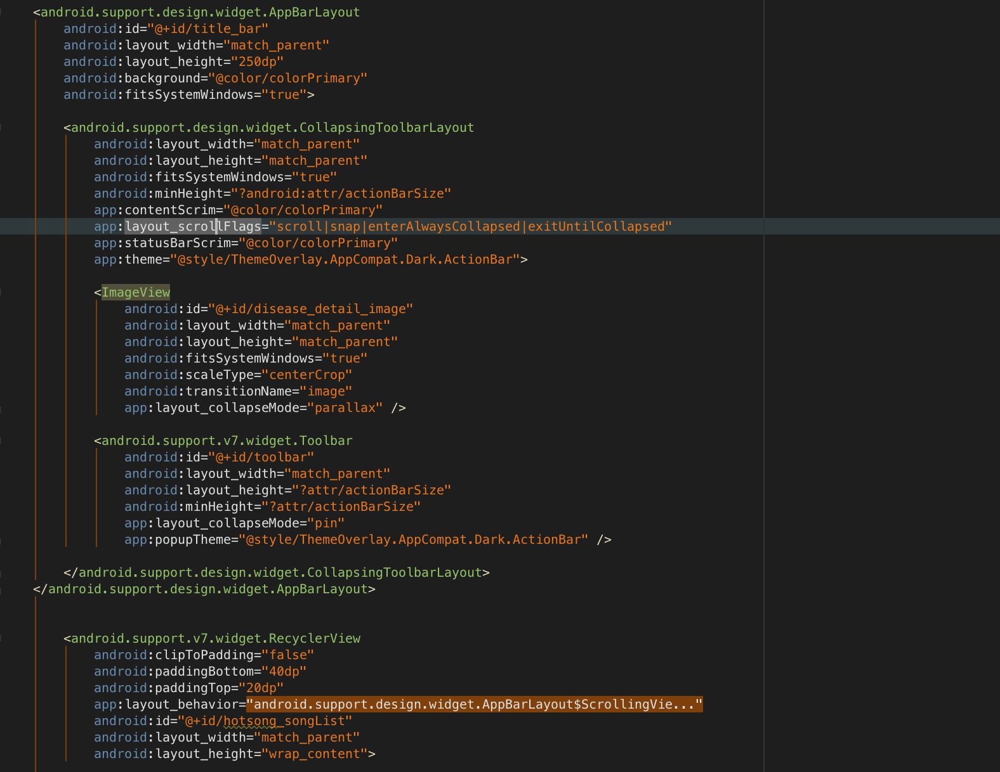 <android.support.design.widget.AppBarLayout
android:id="@+id/title_bar"
android:layout_width="match_parent"
android:layout_height="250dp"
android:background="@color/colorPrimary"
android:fitsSystemWindows="true">
<android.support.design.widget.CollapsingToolbarLayout
android:layout_width="match_parent"
android:layout_height="match_parent"
android:fitsSystemWindows="true"
android:minHeight="?android:attr/actionBarSize"
app:contentScrim="@color/colorPrimary"
app:layout_scrollFlags="scroll|snap|enterAlwaysCollapsed|exitUntilCollapsed"
app:statusBarScrim="@color/colorPrimary"
app:theme="@style/ThemeOverlay.AppCompat.Dark.ActionBar">
<ImageView
android:id="@+id/disease_detail_image"
android:layout_width="match_parent"
android:layout_height="match_parent"
android:fitsSystemWindows="true"
android:scaleType="centerCrop"
android:transitionName="image"
app:layout_collapseMode="parallax" />
<android.support.v7.widget.Toolbar
android:id="@+id/toolbar"
android:layout_width="match_parent"
android:layout_height="?attr/actionBarSize"
android:minHeight="?attr/actionBarSize"
app:layout_collapseMode="pin"
app:popupTheme="@style/ThemeOverlay.AppCompat.Dark.ActionBar" />
</android.support.design.widget.CollapsingToolbarLayout>
</android.support.design.widget.AppBarLayout>
<android.support.v7.widget.RecyclerView
android:clipToPadding="false"
android:paddingBottom="40dp"
android:paddingTop="20dp"
app:layout_behavior="android.support.design.widget.AppBarLayout$ScrollingVie..."
android:id="@+id/hotsong_songList"
android:layout_width="match_parent"
android:layout_height="wrap_content">